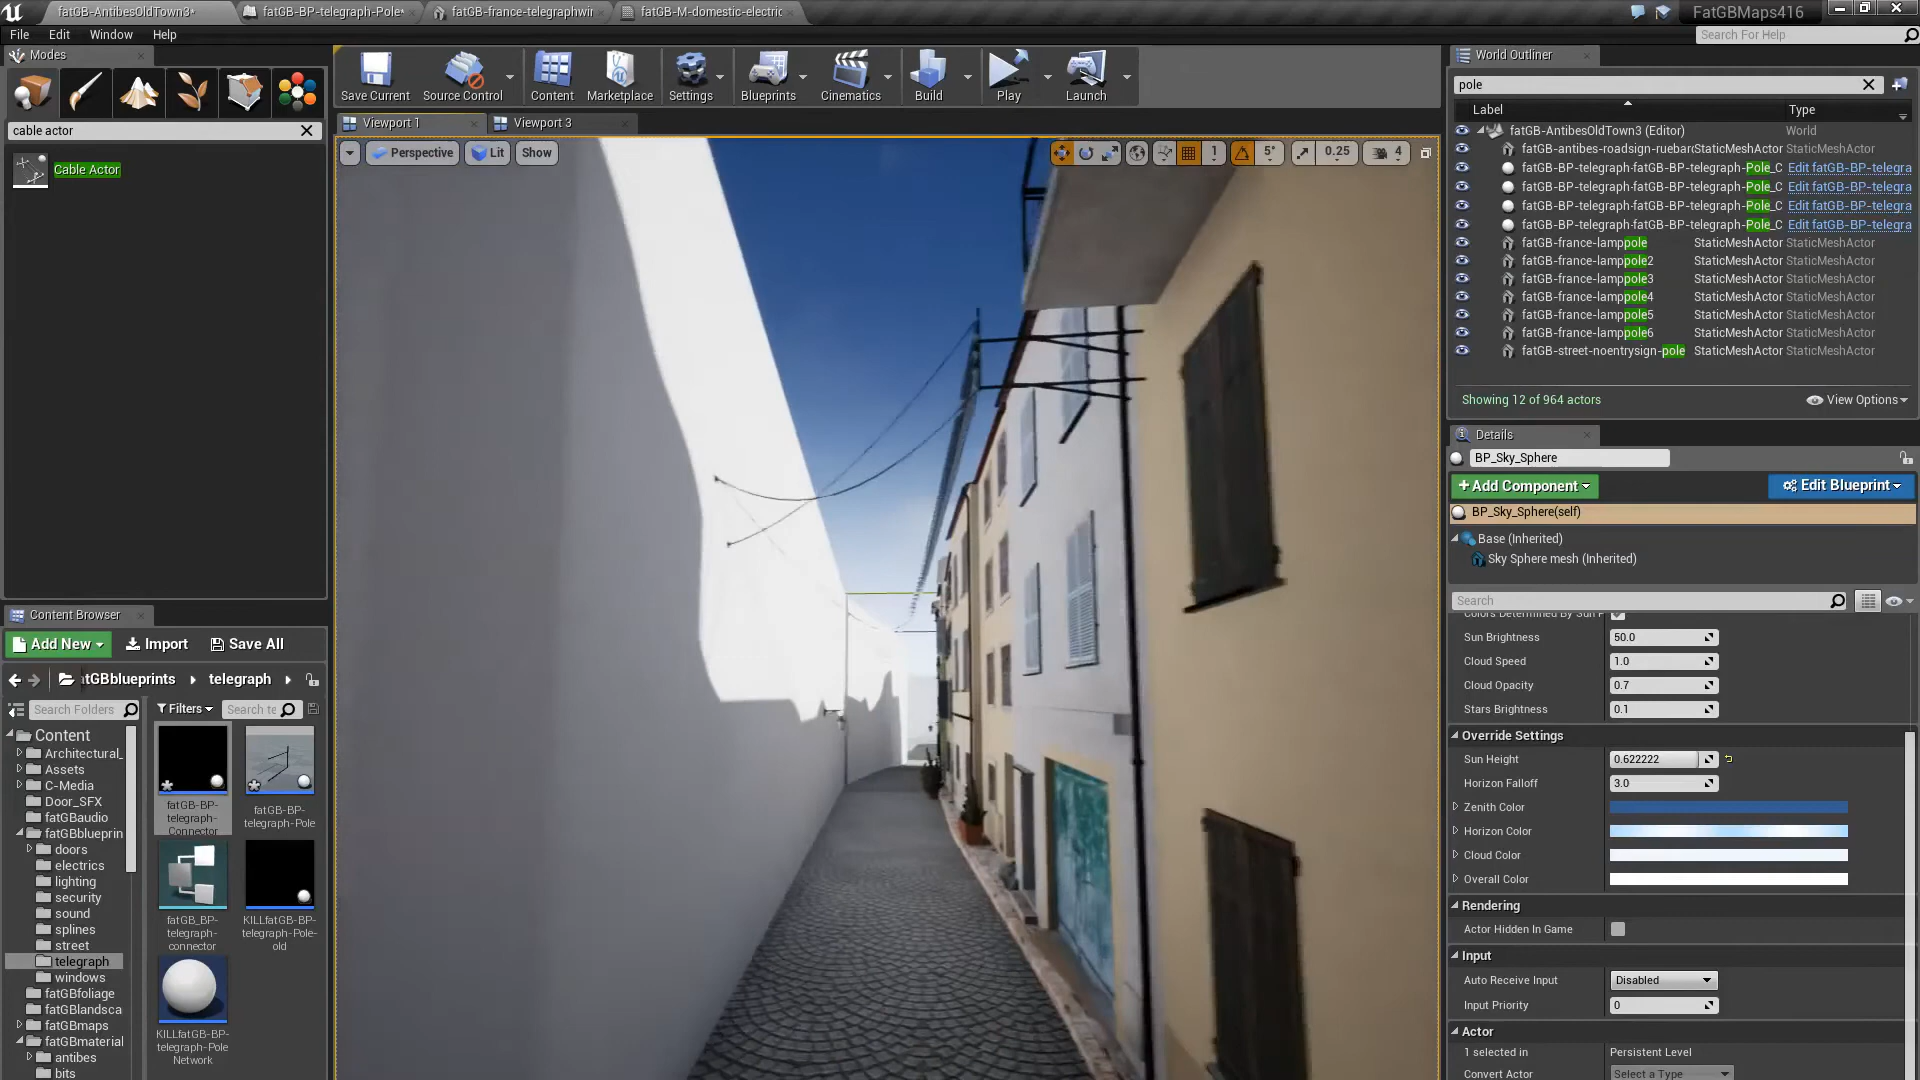 fatGB-AntibesOldTown3*
fatGB-BP-telegraph-Pole*
fatGB-france-telegraphwir
fatGB-M-domestic-electric
FatGBMaps416
File Edit Window Help
Search For Help
Modes
Save Current
Source Control
Content
Marketplace
Settings
Blueprints
Cinematics
Build
Play
Launch
cable actor
Cable Actor
Viewport 1
Viewport 3
Perspective
Lit
Show
1
5°
0.25
4
World Outliner
pole
Label Type
fatGB-AntibesOldTown3 (Editor) World
fatGB-antibes-roadsign-ruebar StaticMeshActor StaticMeshActor
fatGB-BP-telegraph-fatGB-BP-telegraph-Pole_C Edit fatGB-BP-telegra
fatGB-BP-telegraph-fatGB-BP-telegraph-Pole_C Edit fatGB-BP-telegra
fatGB-BP-telegraph-fatGB-BP-telegraph-Pole_C Edit fatGB-BP-telegra
fatGB-BP-telegraph-fatGB-BP-telegraph-Pole_C Edit fatGB-BP-telegra
fatGB-france-lamppole StaticMeshActor StaticMeshActor
fatGB-france-lamppole2 StaticMeshActor StaticMeshActor
fatGB-france-lamppole3 StaticMeshActor StaticMeshActor
fatGB-france-lamppole4 StaticMeshActor StaticMeshActor
fatGB-france-lamppole5 StaticMeshActor StaticMeshActor
fatGB-france-lamppole6 StaticMeshActor StaticMeshActor
fatGB-street-noentrysign-pole StaticMeshActor StaticMeshActor
Showing 12 of 964 actors
View Options
Details
BP_Sky_Sphere
+Add Component
Edit Blueprint
BP_Sky_Sphere(self)
Base (Inherited)
Sky Sphere mesh (Inherited)
Search
Colors Determined By Sun P
Sun Brightness 50.0
Cloud Speed 1.0
Cloud Opacity 0.7
Stars Brightness 0.1
Override Settings
Sun Height 0.622222
Horizon Falloff 3.0
Zenith Color
Horizon Color
Cloud Color
Overall Color
Rendering
Actor Hidden In Game
Input
Auto Receive Input Disabled
Input Priority 0
Actor
1 selected in Persistent Level
Convert Actor Select a Type
Content Browser
Add New
Import
Save All
tGBblueprints
telegraph
Search Folders
Filters
Search te
Content
Architectural_
Assets
C-Media
Door_SFX
fatGBaudio
fatGBblueprin
doors
electrics
lighting
security
sound
splines
street
telegraph
windows
fatGBfoliage
fatGBlandsca
fatGBmaps
fatGBmaterial
antibes
bits
fatGB-BP-
telegraph-
Connector
fatGB-BP-
telegraph-Pole
fatGB_BP-
telegraph-
connector
KILLfatGB-BP-
telegraph-Pole-
old
KILLfatGB-BP-
telegraph-Pole
Network